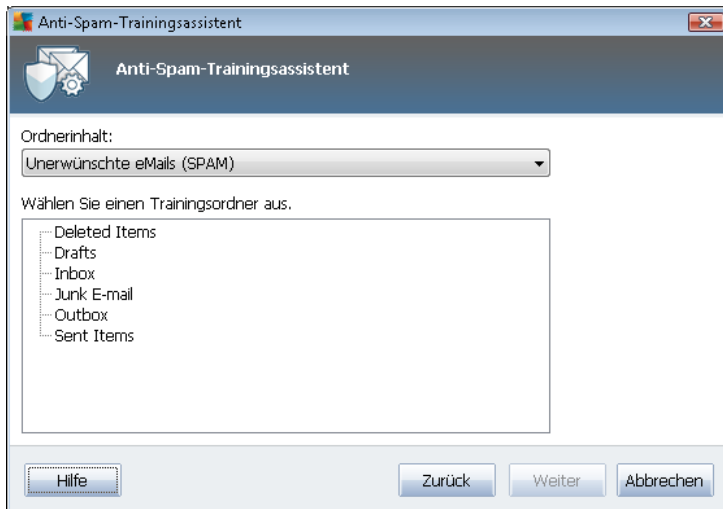 Anti-Spam-Trainingsassistent
Anti-Spam-Trainingsassistent
Ordnerinhalt:
Unerwünschte eMails (SPAM)
Wählen Sie einen Trainingsordner aus.
Deleted Items
Drafts
Inbox
Junk E-mail
Outbox
Sent Items
Hilfe
Zurück
Weiter
Abbrechen